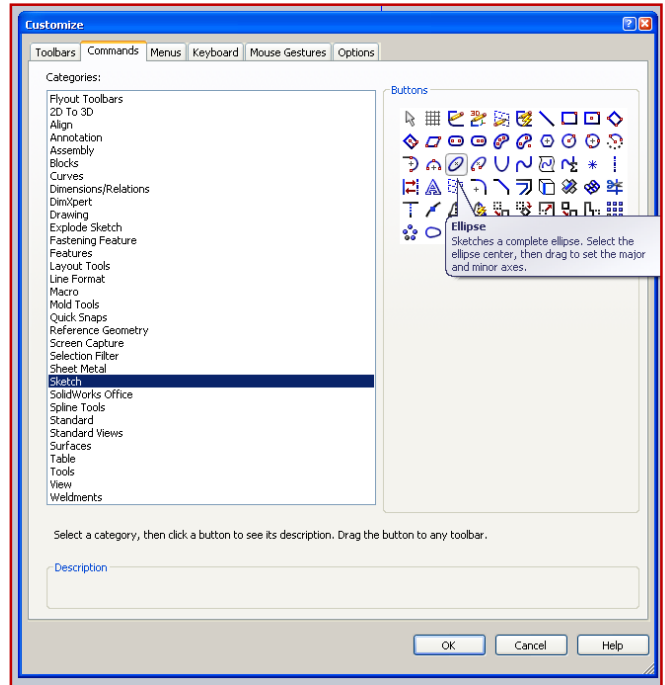 Customize
Toolbars Commands Menus Keyboard Mouse Gestures Options
Categories:
Buttons
Flyout Toolbars
2D To 3D
Align
Annotation
Assembly
Blocks
Curves
Dimensions/Relations
DimXpert
Drawing
Explode Sketch
Fastening Feature
Features
Layout Tools
Line Format
Macro
Mold Tools
Quick Snaps
Reference Geometry
Screen Capture
Selection Filter
Sheet Metal
Sketch
SolidWorks Office
Spline Tools
Standard
Standard Views
Surfaces
Table
Tools
View
Weldments
Ellipse
Sketches a complete ellipse. Select the
ellipse center, then drag to set the major
and minor axes.
Select a category, then click a button to see its description. Drag the button to any toolbar.
Description
OK Cancel Help